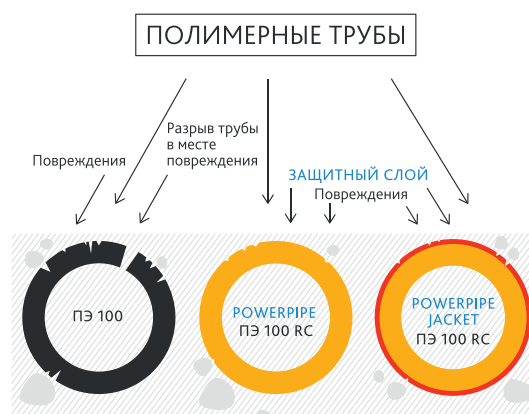 ПОЛИМЕРНЫЕ ТРУБЫ
Разрыв трубы
в месте
повреждения
Повреждения
ЗАЩИТНЫЙ СЛОЙ
Повреждения
ПЭ 100
POWERPIPE
ПЭ 100 RC
POWERPIPE
JACKET
ПЭ 100 RC